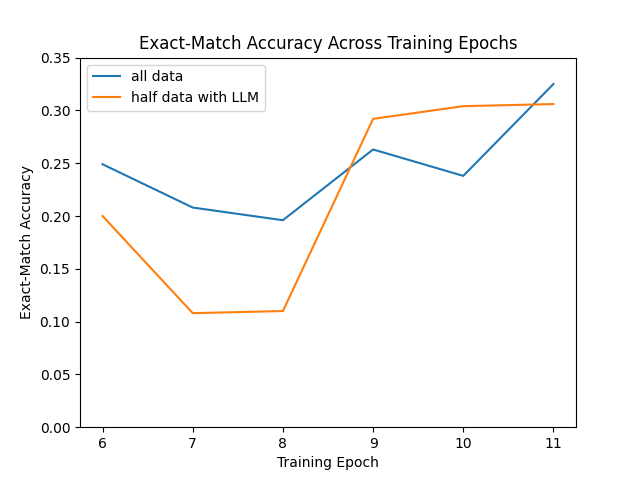 Exact-Match Accuracy Across Training Epochs
all data
half data with LLM
Exact-Match Accuracy
0.35
0.30
0.25
0.20
0.15
0.10
0.05
0.00
6 7 8 9 10 11
Training Epoch